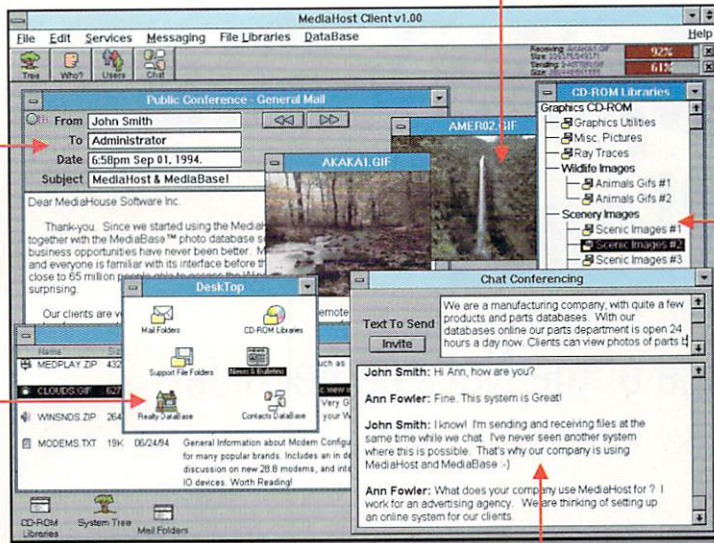 MediaHost Client v1.00
File Edit Services Messaging File Libraries DataBase Help
Tree Who? Users Chat
Receiving: AKAKA1.GIF
92%
Sending:
61%
Public Conference - General Mail
From John Smith
To Administrator
Date 6:58pm Sep 01, 1994.
Subject MediaHost & MediaBase!
Dear MediaHouse Software Inc.
Thank-you. Since we started using the
together with the MediaBase™ photo database
business opportunities have never been better.
and everyone is familiar with its interface before
close to 65 million people able to access the
surprising.
Our clients are
AKAKA1.GIF
AMER02.GIF
CD-ROM Libraries
Graphics CD-ROM
Graphics Utilities
Misc. Pictures
Ray Traces
Wildlife Images
Animals Gifs #1
Animals Gifs #2
Scenery Images
Scenic Images #1
Scenic Images #2
Scenic Images #3
DeskTop
Mail Folders
CD-ROM Libraries
Support File Folders
News & Bulletins
Realty DataBase
Contacts DataBase
Name
MEDPLAY.ZIP 432
such as
CLOUDS.GIF 627
Very
WINSNDS.ZIP 264
your
MODEMS.TXT 19K 06/24/94 General Information about Modem
for many popular brands. Includes an in
discussion on new 28.8 modems, and
IO devices. Worth Reading!
CD-ROM Libraries
System Tree
Mail Folders
Chat Conferencing
Text To Send
Invite
We are a manufacturing company, with quite a few
products and parts databases. With our
databases online our parts department is open 24
hours a day now. Clients can view photos of parts
John Smith: Hi Ann, how are you?
Ann Fowler: Fine. This system is Great!
John Smith: I know! I'm sending and receiving files at the
same time while we chat. I've never seen another system
where this is possible. That's why our company is using
MediaHost and MediaBase :-)
Ann Fowler: What does your company use MediaHost for ? I
work for an advertising agency. We are thinking of setting up
an online system for our clients.